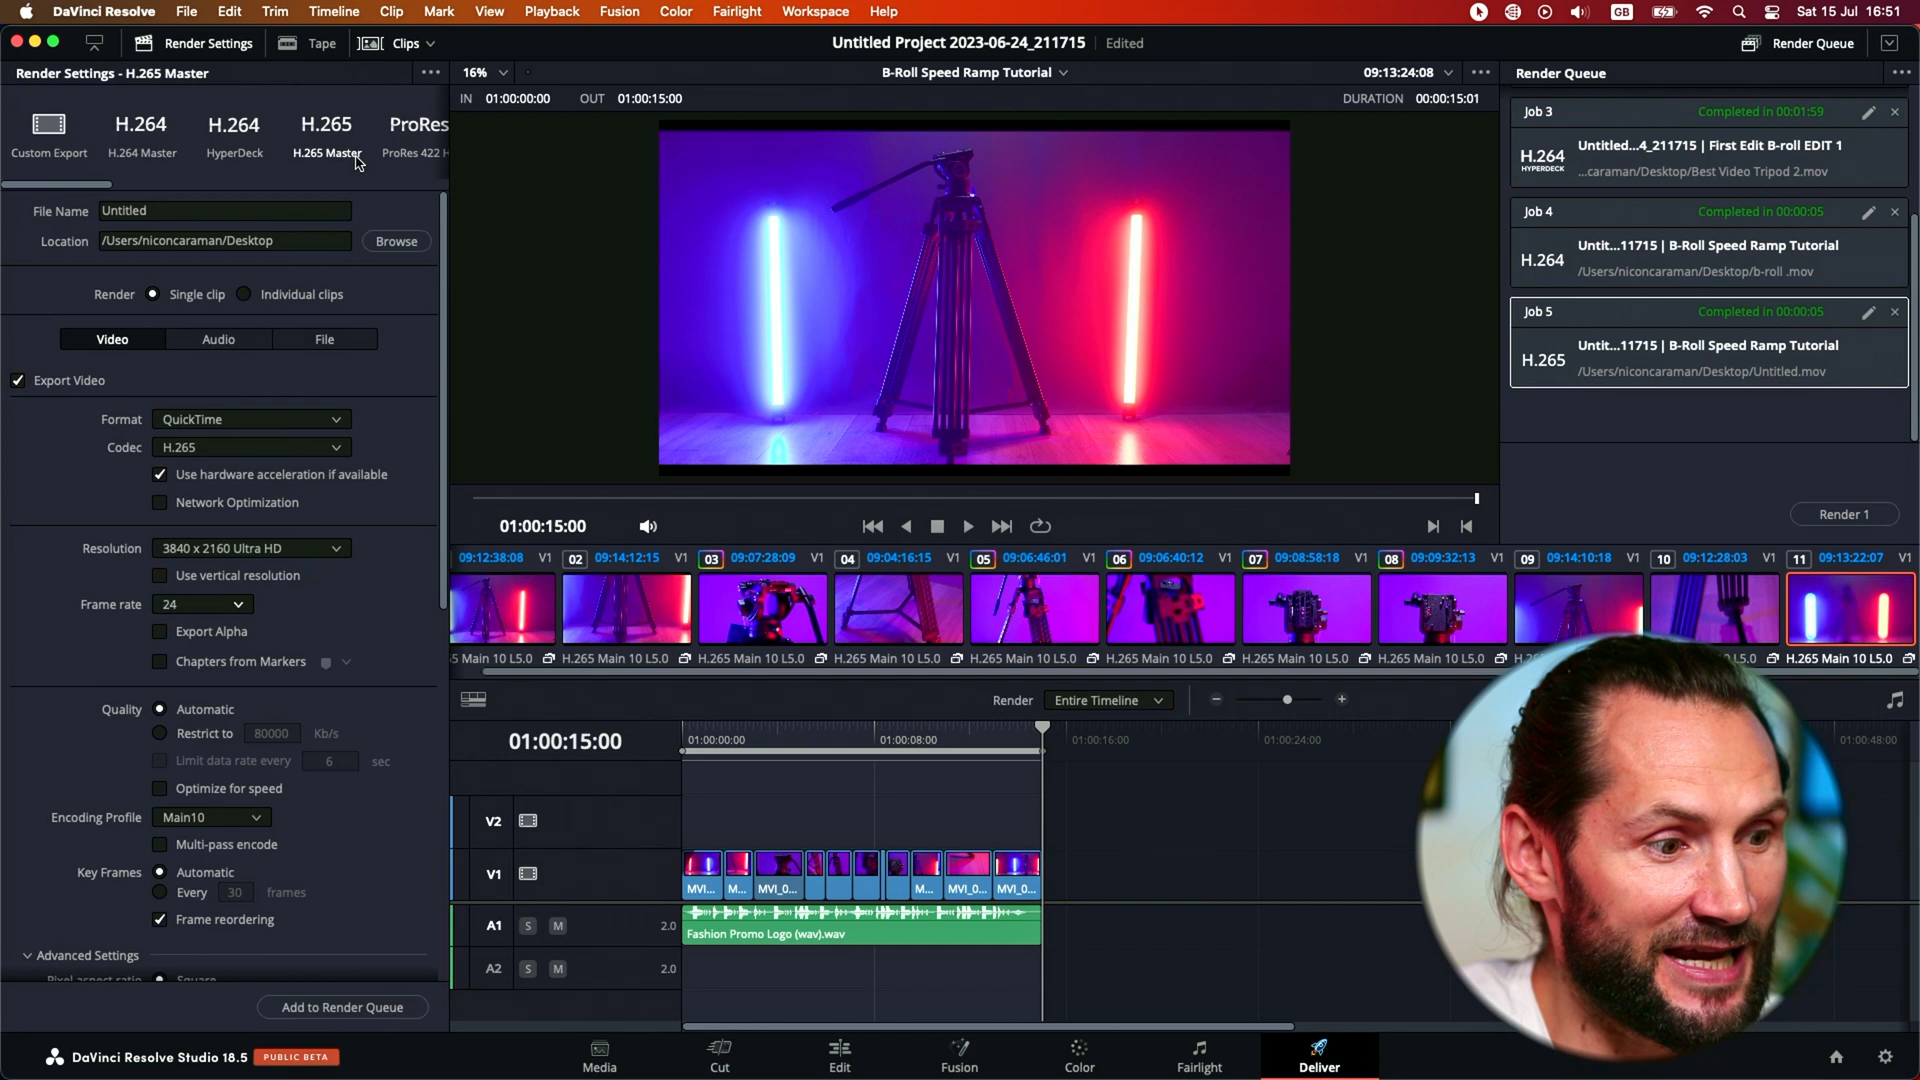 DaVinci Resolve File Edit Trim Timeline Clip Mark View Playback Fusion Color Fairlight Workspace Help GB Sat 15 Jul 16:51
Render Settings Tape Clips Untitled Project 2023-06-24_211715 Edited Render Queue
Render Settings - H.265 Master ••• 16% B-Roll Speed Ramp Tutorial 09:13:24:08 ••• Render Queue •••
IN 01:00:00:00 OUT 01:00:15:00 DURATION 00:00:15:01
H.264 H.264 H.265 ProRes
Custom Export H.264 Master HyperDeck H.265 Master ProRes 422 H
File Name Untitled
Location /Users/niconcaraman/Desktop Browse
Render Single clip Individual clips
Video Audio File
Export Video
Format QuickTime
Codec H.265
Use hardware acceleration if available
Network Optimization
Resolution 3840 x 2160 Ultra HD
Use vertical resolution
Frame rate 24
Export Alpha
Chapters from Markers
Quality Automatic
Restrict to 80000 Kb/s
Limit data rate every 6 sec
Optimize for speed
Encoding Profile Main10
Multi-pass encode
Key Frames Automatic
Every 30 frames
Frame reordering
Advanced Settings
Pixel aspect ratio Square
Add to Render Queue
Job 3 Completed in 00:01:59
H.264 HYPERDECK
Untitled...4_211715 | First Edit B-roll EDIT 1
...caraman/Desktop/Best Video Tripod 2.mov
Job 4 Completed in 00:00:05
H.264
Untit...11715 | B-Roll Speed Ramp Tutorial
/Users/niconcaraman/Desktop/b-roll .mov
Job 5 Completed in 00:00:05
H.265
Untit...11715 | B-Roll Speed Ramp Tutorial
/Users/niconcaraman/Desktop/Untitled.mov
Render 1
01:00:15:00
09:12:38:08 V1 02 09:14:12:15 V1 03 09:07:28:09 V1 04 09:04:16:15 V1 05 09:06:46:01 V1 06 09:06:40:12 V1 07 09:08:58:18 V1 08 09:09:32:13 V1 09 09:14:10:18 V1 10 09:12:28:03 V1 11 09:13:22:07 V1
5 Main 10 L5.0 H.265 Main 10 L5.0 H.265 Main 10 L5.0 H.265 Main 10 L5.0 H.265 Main 10 L5.0 H.265 Main 10 L5.0 H.265 Main 10 L5.0 H.265 Main 10 L5.0 L5.0 H.265 Main 10 L5.0
Render Entire Timeline
01:00:15:00 01:00:00:00 01:00:08:00 01:00:16:00 01:00:24:00 01:00:48:00
V2
V1 MVI... M... MVI_0... M... MVI_0... MVI_0...
A1 S M 2.0 Fashion Promo Logo (wav).wav
A2 S M 2.0
DaVinci Resolve Studio 18.5 PUBLIC BETA Media Cut Edit Fusion Color Fairlight Deliver